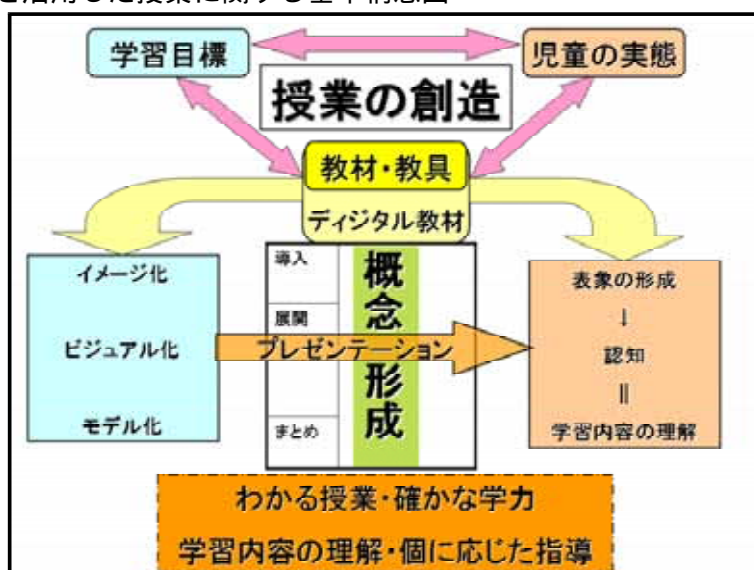 を活用した授業に関する基本構想図
学習目標
児童の実態
授業の創造
教材・教具
ディジタル教材
イメージ化
ビジュアル化
モデル化
導入
展開
まとめ
概念形成
プレゼンテーション
表象の形成
↓
認知
||
学習内容の理解
わかる授業・確かな学力
学習内容の理解・個に応じた指導